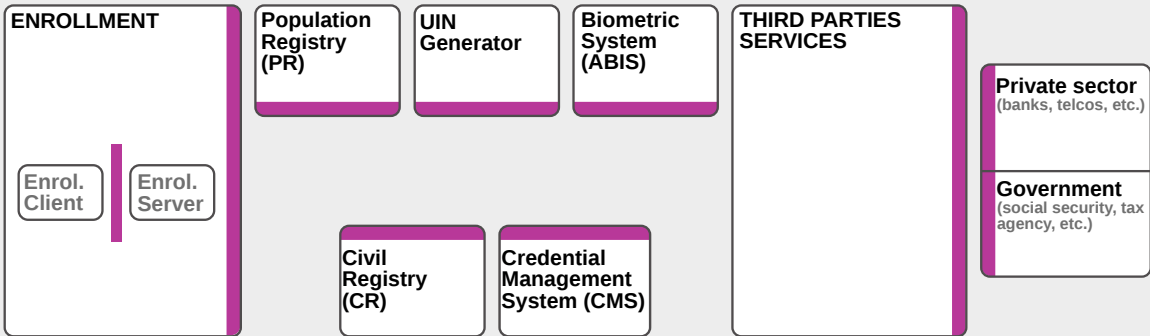 ENROLLMENT
Enrol.
Client
Enrol.
Server
Population
Registry
(PR)
UIN
Generator
Biometric
System
(ABIS)
Civil
Registry
(CR)
Credential
Management
System (CMS)
THIRD PARTIES
SERVICES
Private sector
(banks, telcos, etc.)
Government
(social security, tax
agency, etc.)